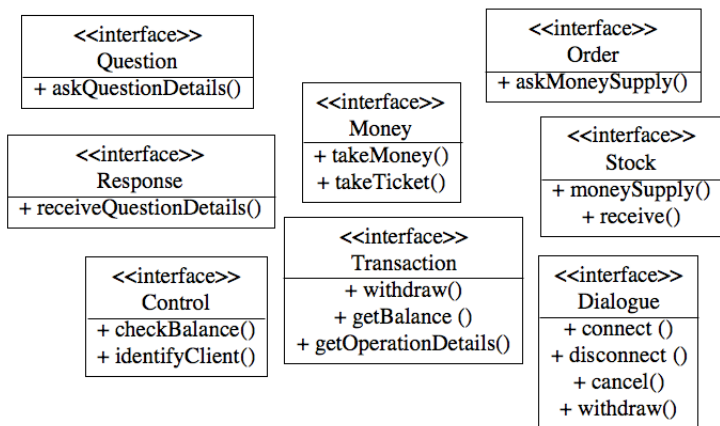 <<interface>>
Question
+ askQuestionDetails()
<<interface>>
Order
+ askMoneySupply()
<<interface>>
Money
+ takeMoney()
+ takeTicket()
<<interface>>
Response
+ receiveQuestionDetails()
<<interface>>
Stock
+ moneySupply()
+ receive()
<<interface>>
Transaction
+ withdraw()
+ getBalance ()
+ getOperationDetails()
<<interface>>
Control
+ checkBalance()
+ identifyClient()
<<interface>>
Dialogue
+ connect ()
+ disconnect ()
+ cancel()
+ withdraw()